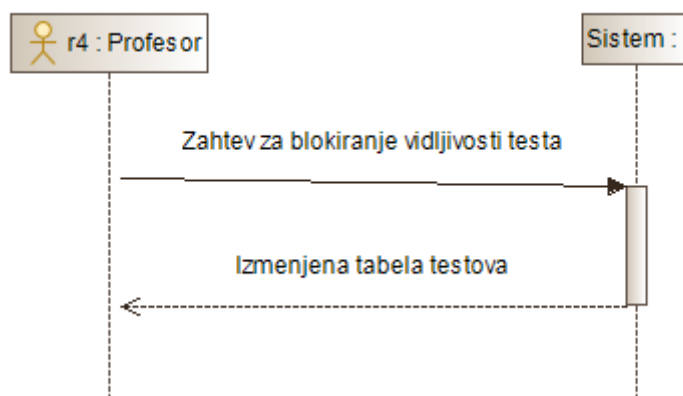 r4 : Profesor
Sistem :
Zahtev za blokiranje vidljivosti testa
Izmenjena tabela testova